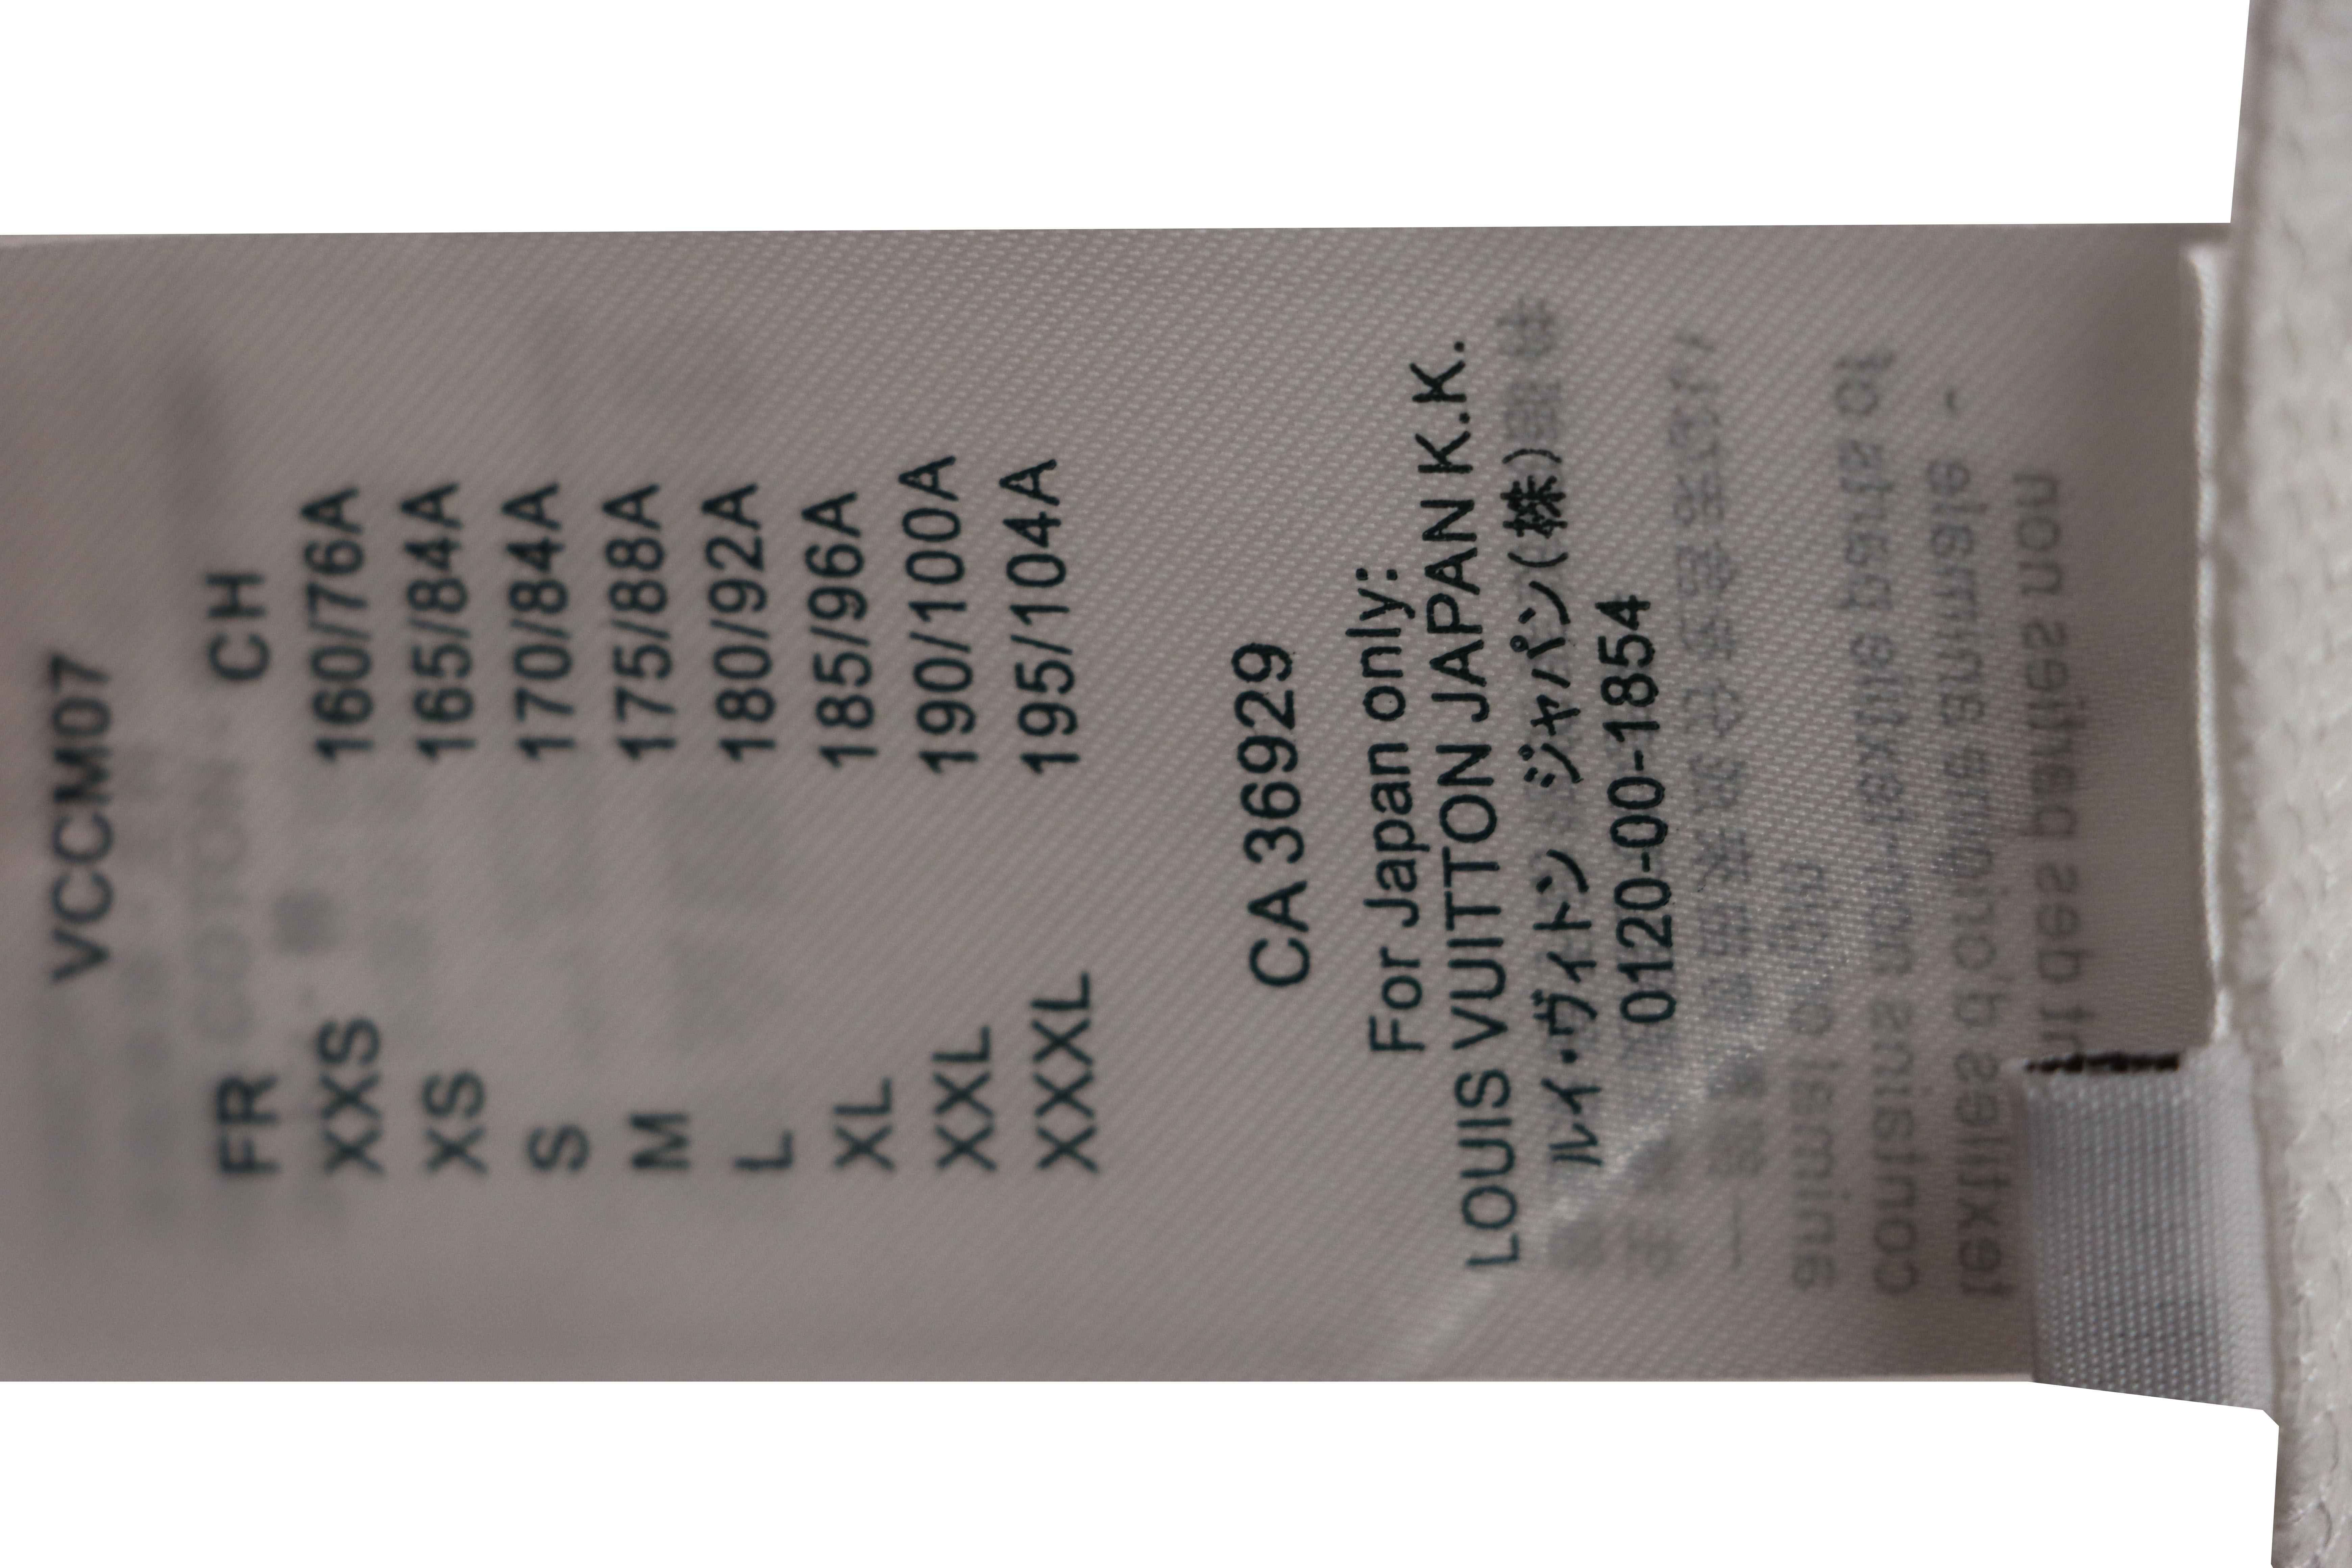 VCCM07
FR CH
XXS 160/76A
XS 165/84A
S 170/84A
M 175/88A
L 180/92A
XL 185/96A
XXL 190/100A
XXXL 195/104A
CA 36929
For Japan only:
LOUIS VUITTON JAPAN K.K.
ルイ・ヴィトン ジャパン(株)
0120-00-1854